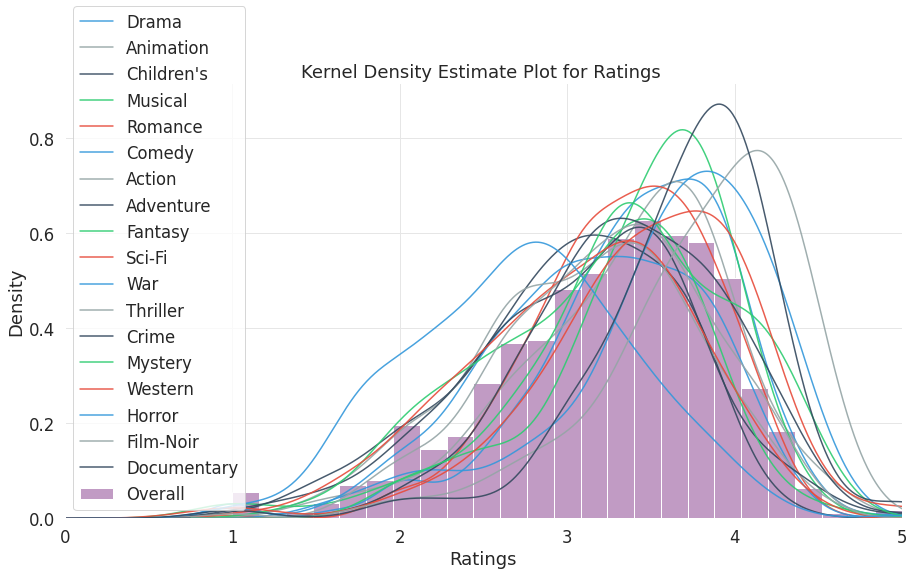 Drama
Animation
Children's
Musical
Romance
Comedy
Action
Adventure
Fantasy
Sci-Fi
War
Thriller
Crime
Mystery
Western
Horror
Film-Noir
Documentary
Overall
Kernel Density Estimate Plot for Ratings
Density
0.8
0.6
0.4
0.2
0.0
0 1 2 3 4 5
Ratings